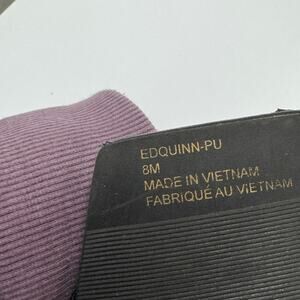 EDQUINN-PU
8M
MADE IN VIETNAM
FABRIQUÉ AU VIETNAM